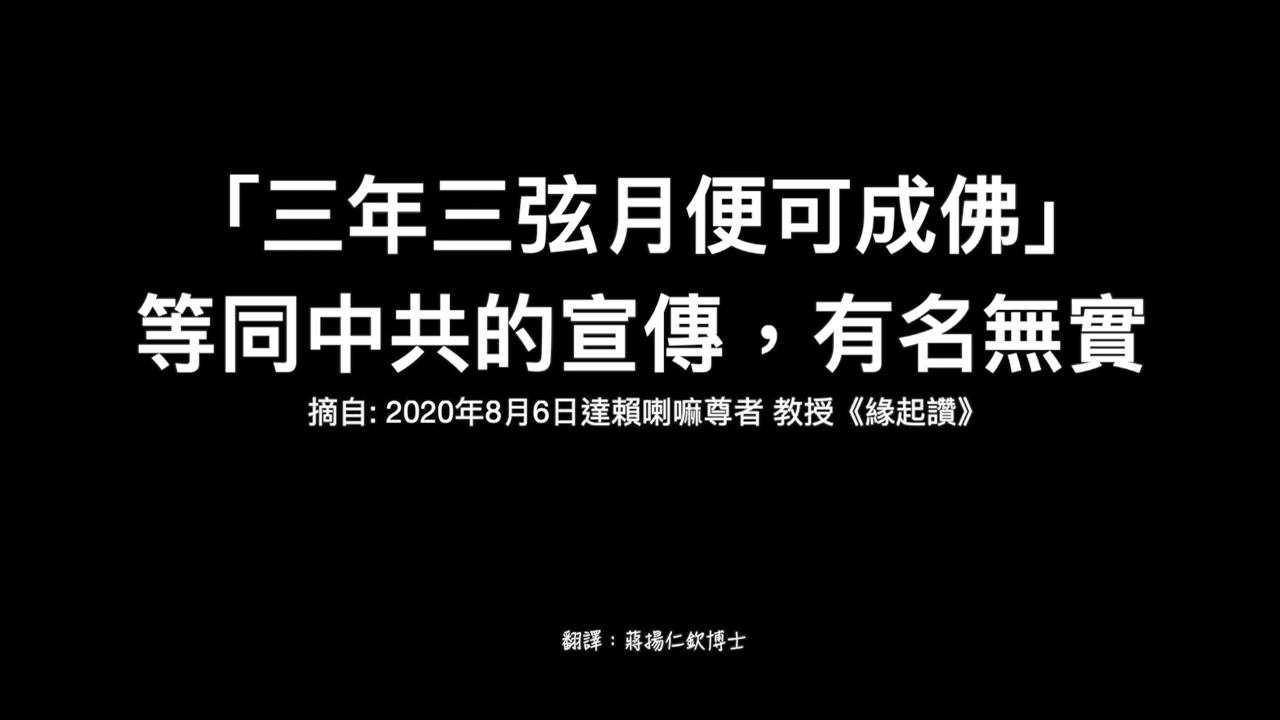 「三年三弦月便可成佛」
等同中共的宣傳，有名無實
摘自: 2020年8月6日達賴喇嘛尊者 教授《緣起讚》
翻譯：蔣揚仁欽博士